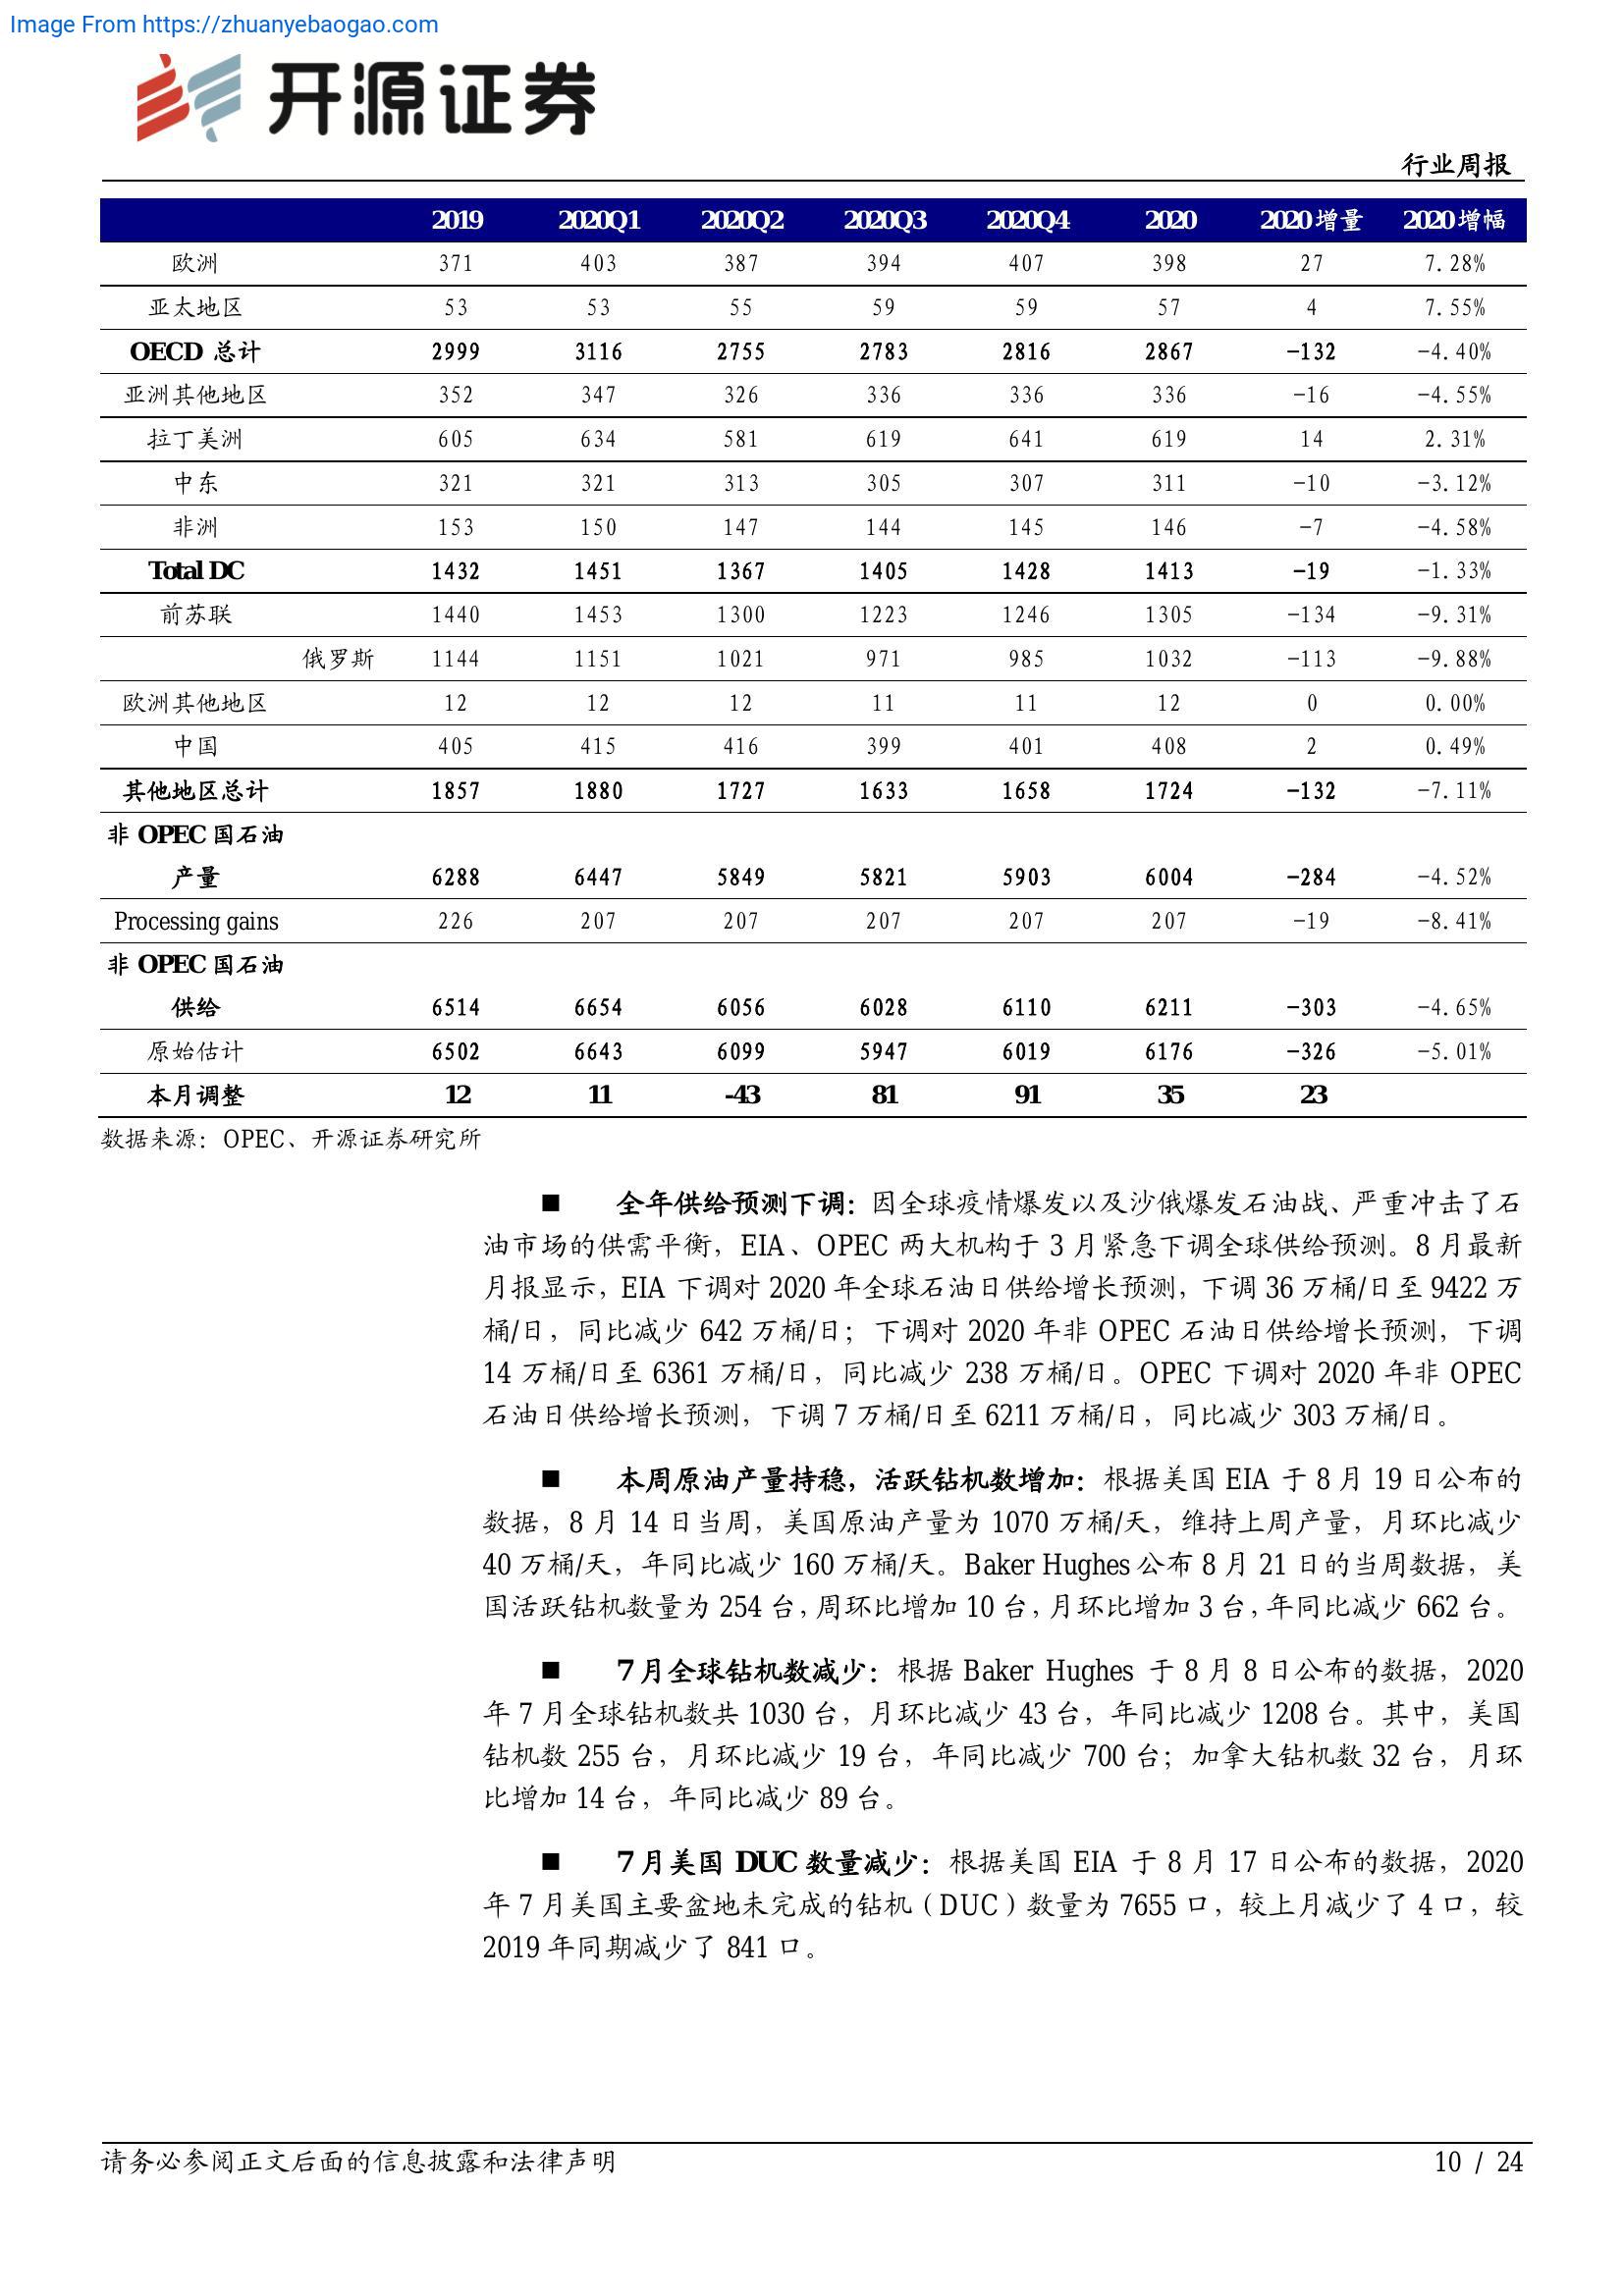 Image From https://zhuanyebaogao.com
开源证券
行业周报
2019 2020Q1 2020Q2 2020Q3 2020Q4 2020 2020增量 2020增幅
欧洲 371 403 387 394 407 398 27 7.28%
亚太地区 53 53 55 59 59 57 4 7.55%
OECD 总计 2999 3116 2755 2783 2816 2867 -132 -4.40%
亚洲其他地区 352 347 326 336 336 336 -16 -4.55%
拉丁美洲 605 634 581 619 641 619 14 2.31%
中东 321 321 313 305 307 311 -10 -3.12%
非洲 153 150 147 144 145 146 -7 -4.58%
Total DC 1432 1451 1367 1405 1428 1413 -19 -1.33%
前苏联 1440 1453 1300 1223 1246 1305 -134 -9.31%
俄罗斯 1144 1151 1021 971 985 1032 -113 -9.88%
欧洲其他地区 12 12 12 11 11 12 0 0.00%
中国 405 415 416 399 401 408 2 0.49%
其他地区总计 1857 1880 1727 1633 1658 1724 -132 -7.11%
非 OPEC 国石油
产量 6288 6447 5849 5821 5903 6004 -284 -4.52%
Processing gains 226 207 207 207 207 207 -19 -8.41%
非 OPEC 国石油
供给 6514 6654 6056 6028 6110 6211 -303 -4.65%
原始估计 6502 6643 6099 5947 6019 6176 -326 -5.01%
本月调整 12 11 -43 81 91 35 23
数据来源：OPEC、开源证券研究所
■ 全年供给预测下调：因全球疫情爆发以及沙俄爆发石油战、严重冲击了石
油市场的供需平衡，EIA、OPEC 两大机构于 3 月紧急下调全球供给预测。8 月最新
月报显示，EIA 下调对 2020 年全球石油日供给增长预测，下调 36 万桶/日至 9422 万
桶/日，同比减少 642 万桶/日；下调对 2020 年非 OPEC 石油日供给增长预测，下调
14 万桶/日至 6361 万桶/日，同比减少 238 万桶/日。OPEC 下调对 2020 年非 OPEC
石油日供给增长预测，下调 7 万桶/日至 6211 万桶/日，同比减少 303 万桶/日。
■ 本周原油产量持稳，活跃钻机数增加：根据美国 EIA 于 8 月 19 日公布的
数据，8 月 14 日当周，美国原油产量为 1070 万桶/天，维持上周产量，月环比减少
40 万桶/天，年同比减少 160 万桶/天。Baker Hughes 公布 8 月 21 日的当周数据，美
国活跃钻机数量为 254 台，周环比增加 10 台，月环比增加 3 台，年同比减少 662 台。
■ 7 月全球钻机数减少：根据 Baker Hughes 于 8 月 8 日公布的数据，2020
年 7 月全球钻机数共 1030 台，月环比减少 43 台，年同比减少 1208 台。其中，美国
钻机数 255 台，月环比减少 19 台，年同比减少 700 台；加拿大钻机数 32 台，月环
比增加 14 台，年同比减少 89 台。
■ 7 月美国 DUC 数量减少：根据美国 EIA 于 8 月 17 日公布的数据，2020
年 7 月美国主要盆地未完成的钻机（DUC）数量为 7655 口，较上月减少了 4 口，较
2019 年同期减少了 841 口。
请务必参阅正文后面的信息披露和法律声明
10 / 24